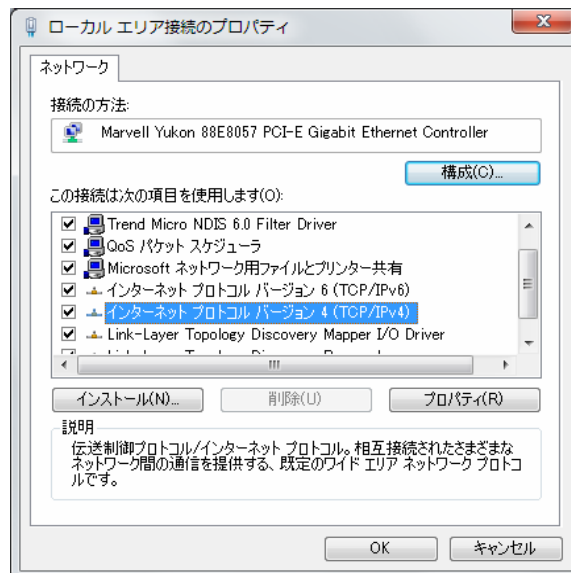 ローカル エリア接続のプロパティ
ネットワーク
接続の方法:
Marvell Yukon 88E8057 PCI-E Gigabit Ethernet Controller
構成(C)...
この接続は次の項目を使用します(O):
Trend Micro NDIS 6.0 Filter Driver
QoS パケット スケジューラ
Microsoft ネットワーク用ファイルとプリンター共有
インターネット プロトコル バージョン 6 (TCP/IPv6)
インターネット プロトコル バージョン 4 (TCP/IPv4)
Link-Layer Topology Discovery Mapper I/O Driver
インストール(N)...
削除(U)
プロパティ(R)
説明
伝送制御プロトコル/インターネット プロトコル。相互接続されたさまざまな
ネットワーク間の通信を提供する、既定のワイド エリア ネットワーク プロトコ
ルです。
OK
キャンセル